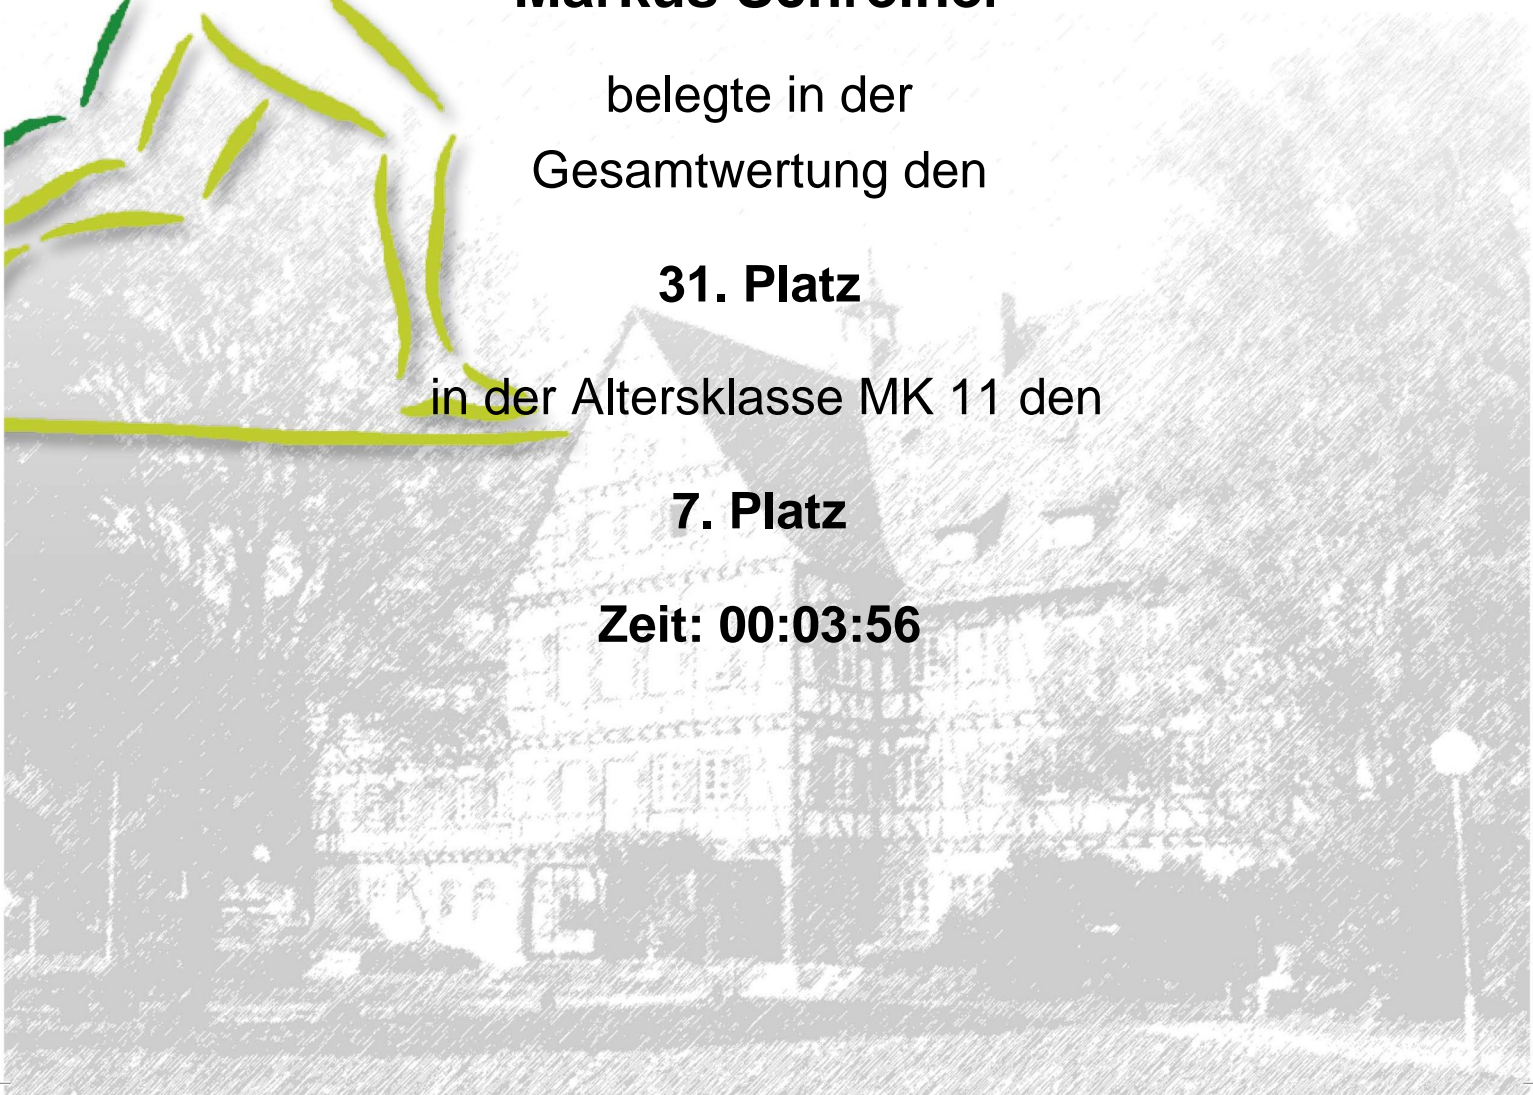 Markus
belegte in der
Gesamtwertung den
31. Platz
in der Altersklasse MK 11 den
7. Platz
Zeit: 00:03:56